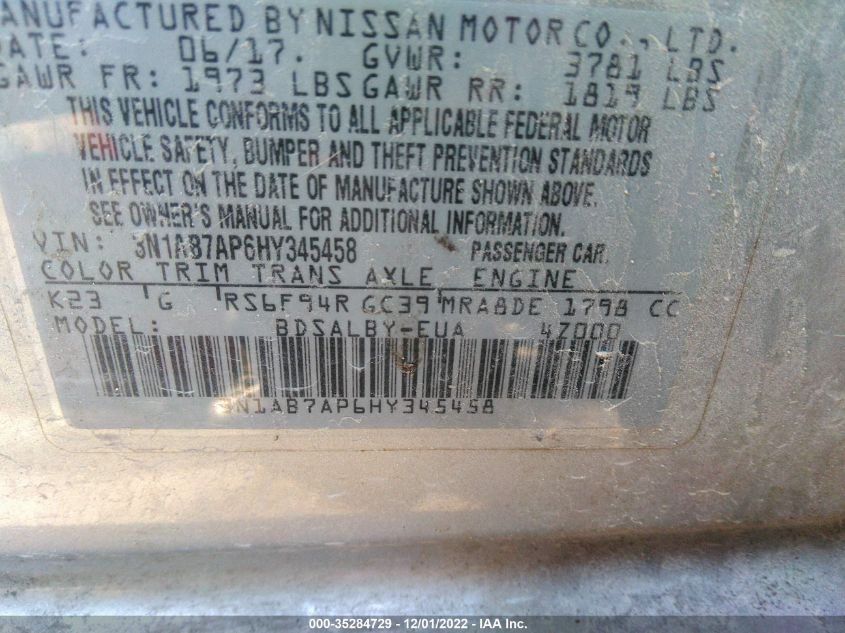 MANUFACTURED BY NISSAN MOTOR CO., LTD.
DATE: 06/17. GVWR: 3781 LBS
GAWR FR: 1973 LBS GAWR RR: 1819 LBS
THIS VEHICLE CONFORMS TO ALL APPLICABLE FEDERAL MOTOR
VEHICLE SAFETY, BUMPER AND THEFT PREVENTION STANDARDS
IN EFFECT ON THE DATE OF MANUFACTURE SHOWN ABOVE.
SEE OWNER'S MANUAL FOR ADDITIONAL INFORMATION.
VIN: 3N1AB7AP6HY345458 PASSENGER CAR.
COLOR TRIM TRANS AXLE ENGINE
K23 G RS6F94R GC39 MRA8DE 1798 CC
MODEL: BDSALBY-EUA 4Z000
3N1AB7AP6HY345458
000-35284729 - 12/01/2022 - IAA Inc.